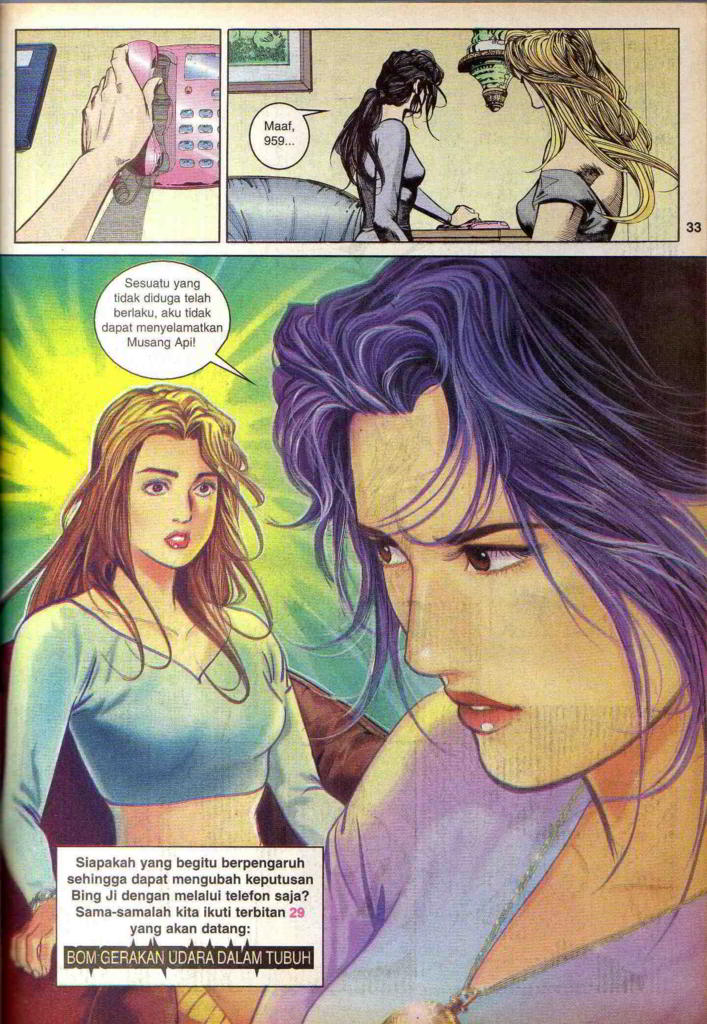 Maaf,
959...
33
Sesuatu yang
tidak diduga telah
berlaku, aku tidak
dapat menyelamatkan
Musang Api!
Siapakah yang begitu berpengaruh
sehingga dapat mengubah keputusan
Bing Ji dengan melalui telefon saja?
Sama-samalah kita ikuti terbitan 29
yang akan datang:
BOM GERAKAN UDARA DALAM TUBUH